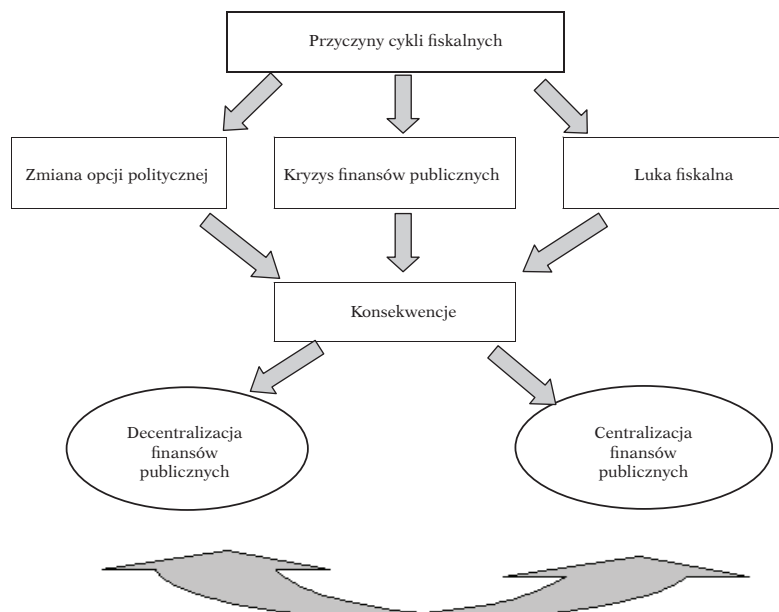 Przyczyny cykli fiskalnych
Zmiana opcji politycznej
Kryzys finansów publicznych
Luka fiskalna
Konsekwencje
Decentralizacja
finansów
publicznych
Centralizacja
finansów
publicznych